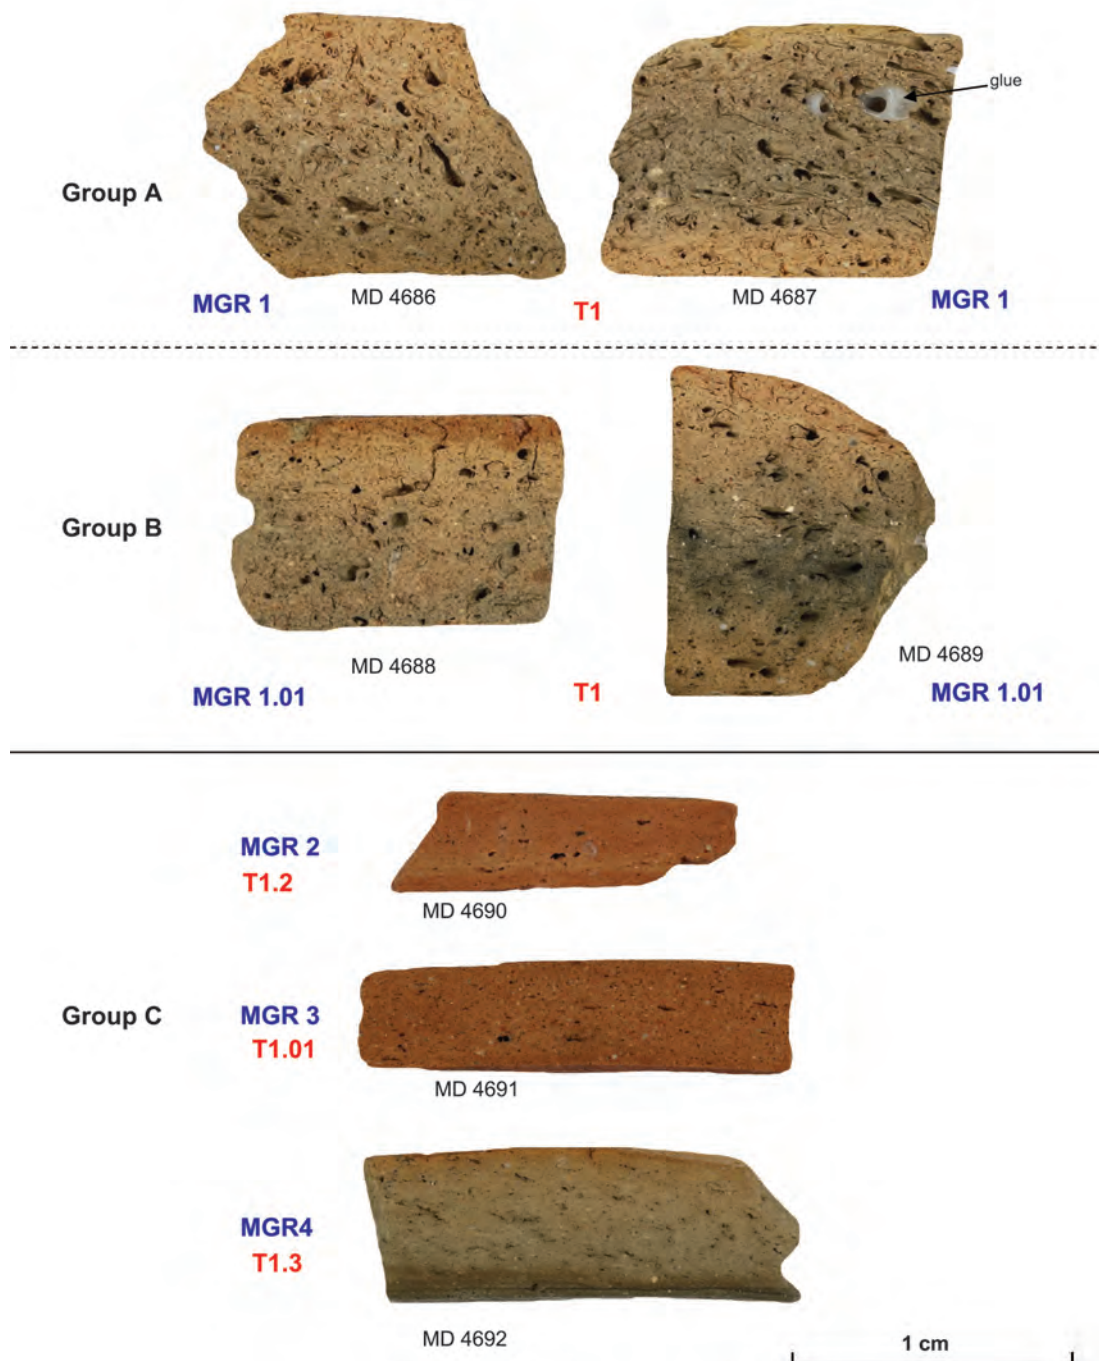 glue
Group A
MGR 1
MD 4686
T1
MD 4687
MGR 1
Group B
MD 4688
MD 4689
MGR 1.01
T1
MGR 1.01
MGR 2
T1.2
MD 4690
Group C
MGR 3
T1.01
MD 4691
MGR4
T1.3
MD 4692
1 cm